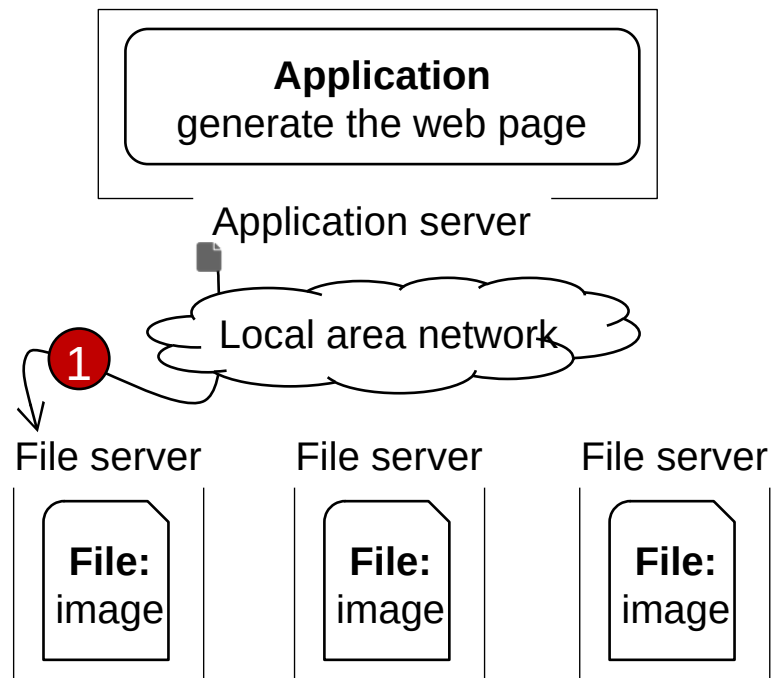 Application
generate the web page
Application server
Local area network
1
File server File server File server
File: File: File:
image image image